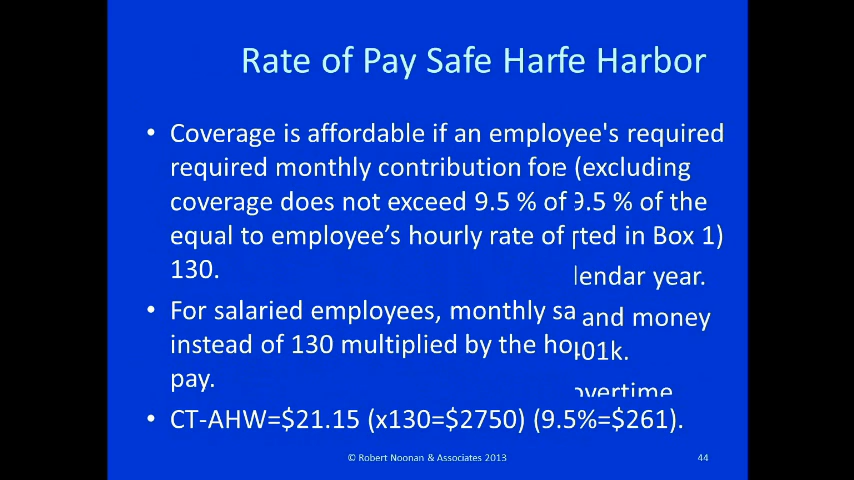 Rate of Pay Safe Harfe Harbor
• Coverage is affordable if an employee's required
required monthly contribution for (excluding
coverage does not exceed 9.5 % of 9.5 % of the
equal to employee’s hourly rate of rted in Box 1)
130.
lendar year.
• For salaried employees, monthly sa and money
instead of 130 multiplied by the ho 401k.
pay.
overtime
• CT-AHW=$21.15 (x130=$2750) (9.5%=$261).
© Robert Noonan & Associates 2013
44